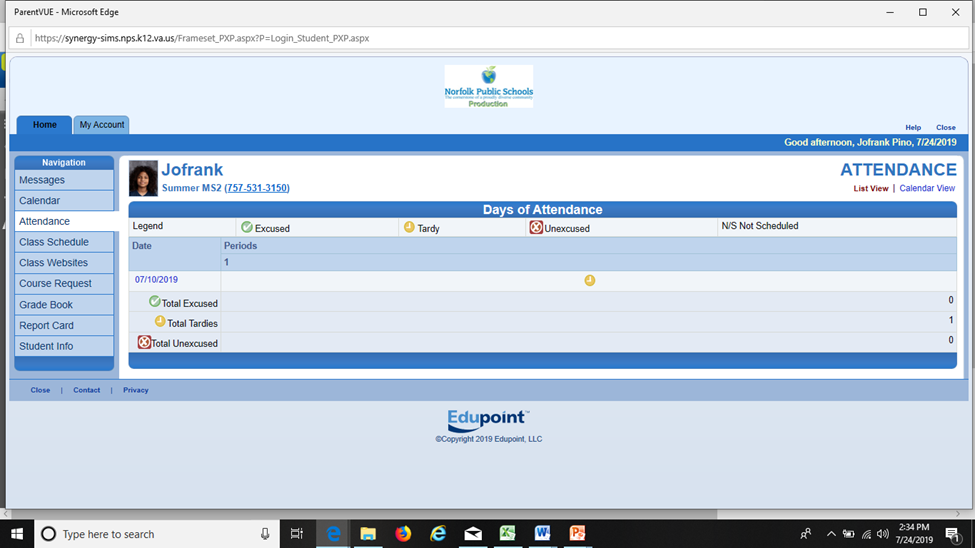 ParentVUE - Microsoft Edge
https://synergy-sims.nps.k12.va.us/Frameset_PXP.aspx?P=Login_Student_PXP.aspx
Norfolk Public Schools
Production
Home My Account
Help Close
Good afternoon, Jofrank Pino, 7/24/2019
Navigation
Messages
Calendar
Attendance
Class Schedule
Class Websites
Course Request
Grade Book
Report Card
Student Info
Jofrank
Summer MS2 (757-531-3150)
ATTENDANCE
List View | Calendar View
Days of Attendance
Legend Excused Tardy Unexcused N/S Not Scheduled
Date Periods
1
07/10/2019
Total Excused 0
Total Tardies 1
Total Unexcused 0
Close | Contact | Privacy
Edupoint™
©Copyright 2019 Edupoint, LLC
Type here to search
2:34 PM
7/24/2019
1